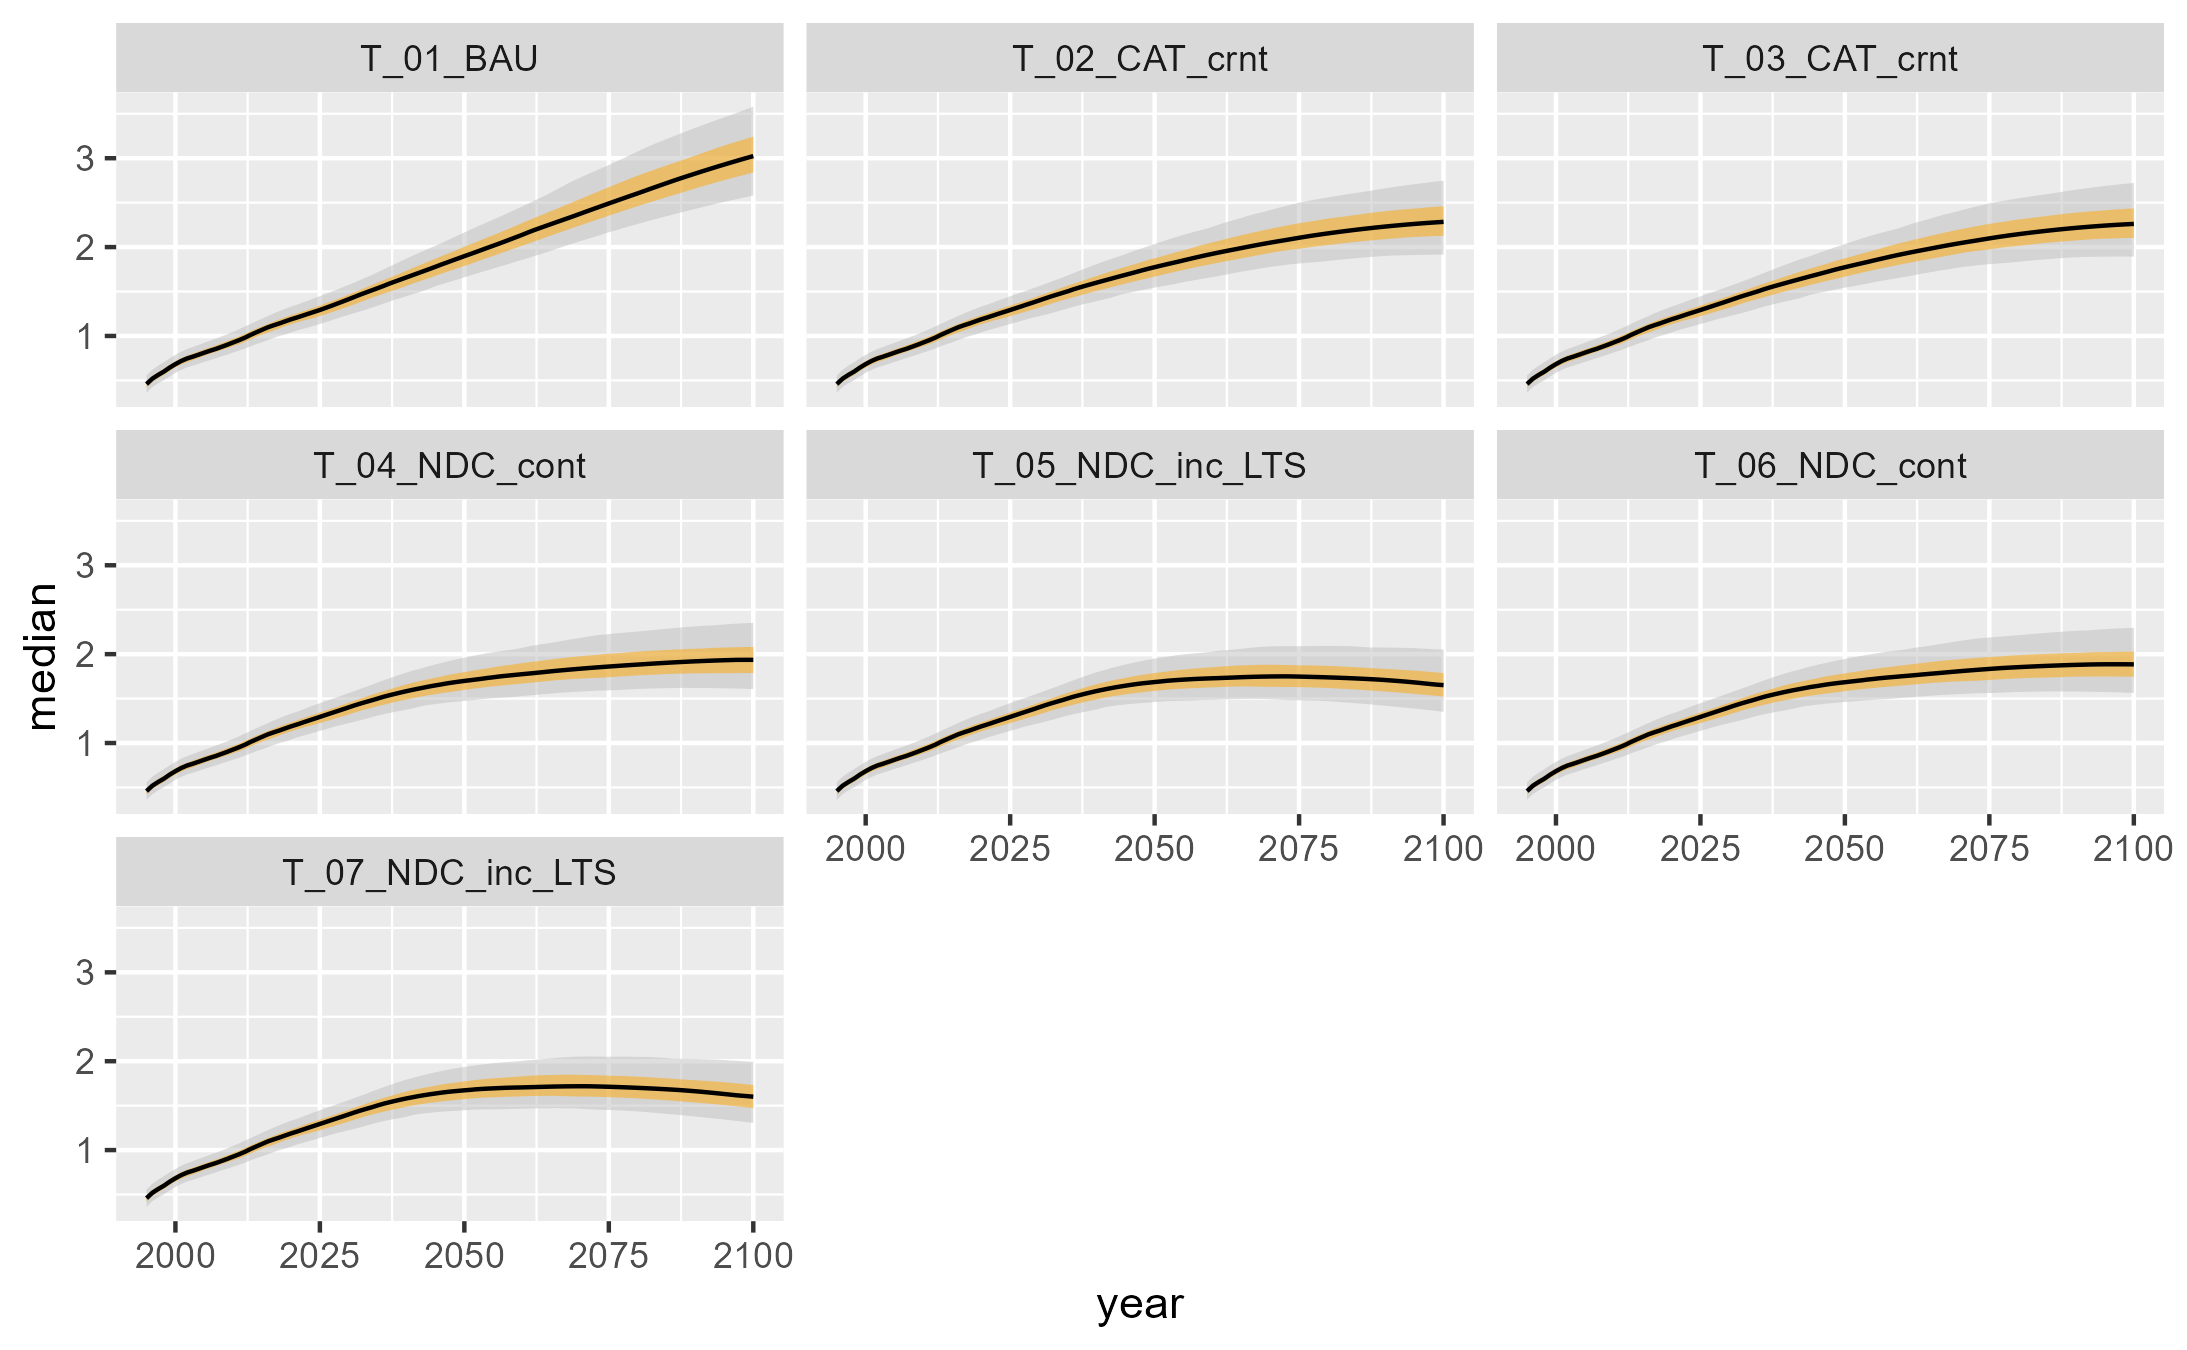 T_01_BAU
T_02_CAT_crnt
T_03_CAT_crnt
3
2
1
T_04_NDC_cont
T_05_NDC_inc_LTS
T_06_NDC_cont
3
2
1
median
2000 2025 2050 2075 2100
2000 2025 2050 2075 2100
T_07_NDC_inc_LTS
3
2
1
2000 2025 2050 2075 2100
year